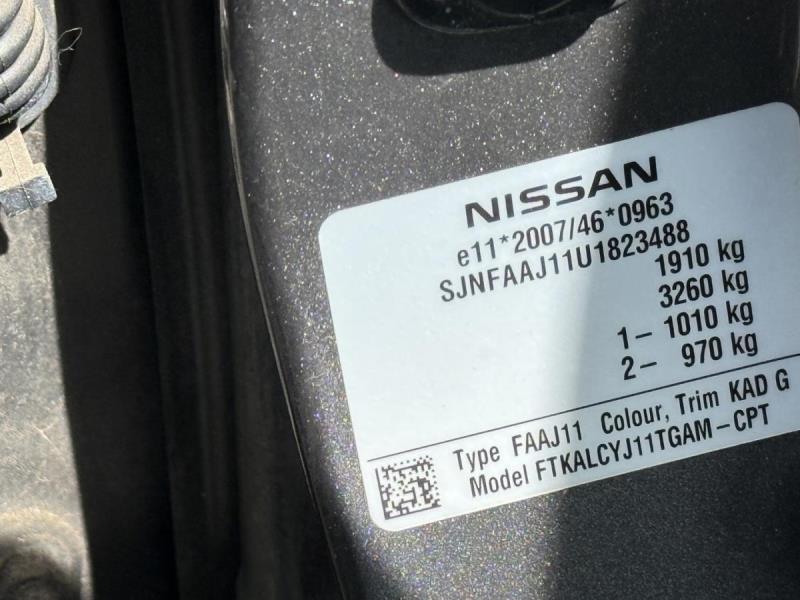 NISSAN
e11*2007/46*0963
SJNFAAJ11U1823488
1910 kg
3260 kg
1– 1010 kg
2– 970 kg
Type FAAJ11 Colour, Trim KAD G
Model FTKALCYJ11TGAM–CPT